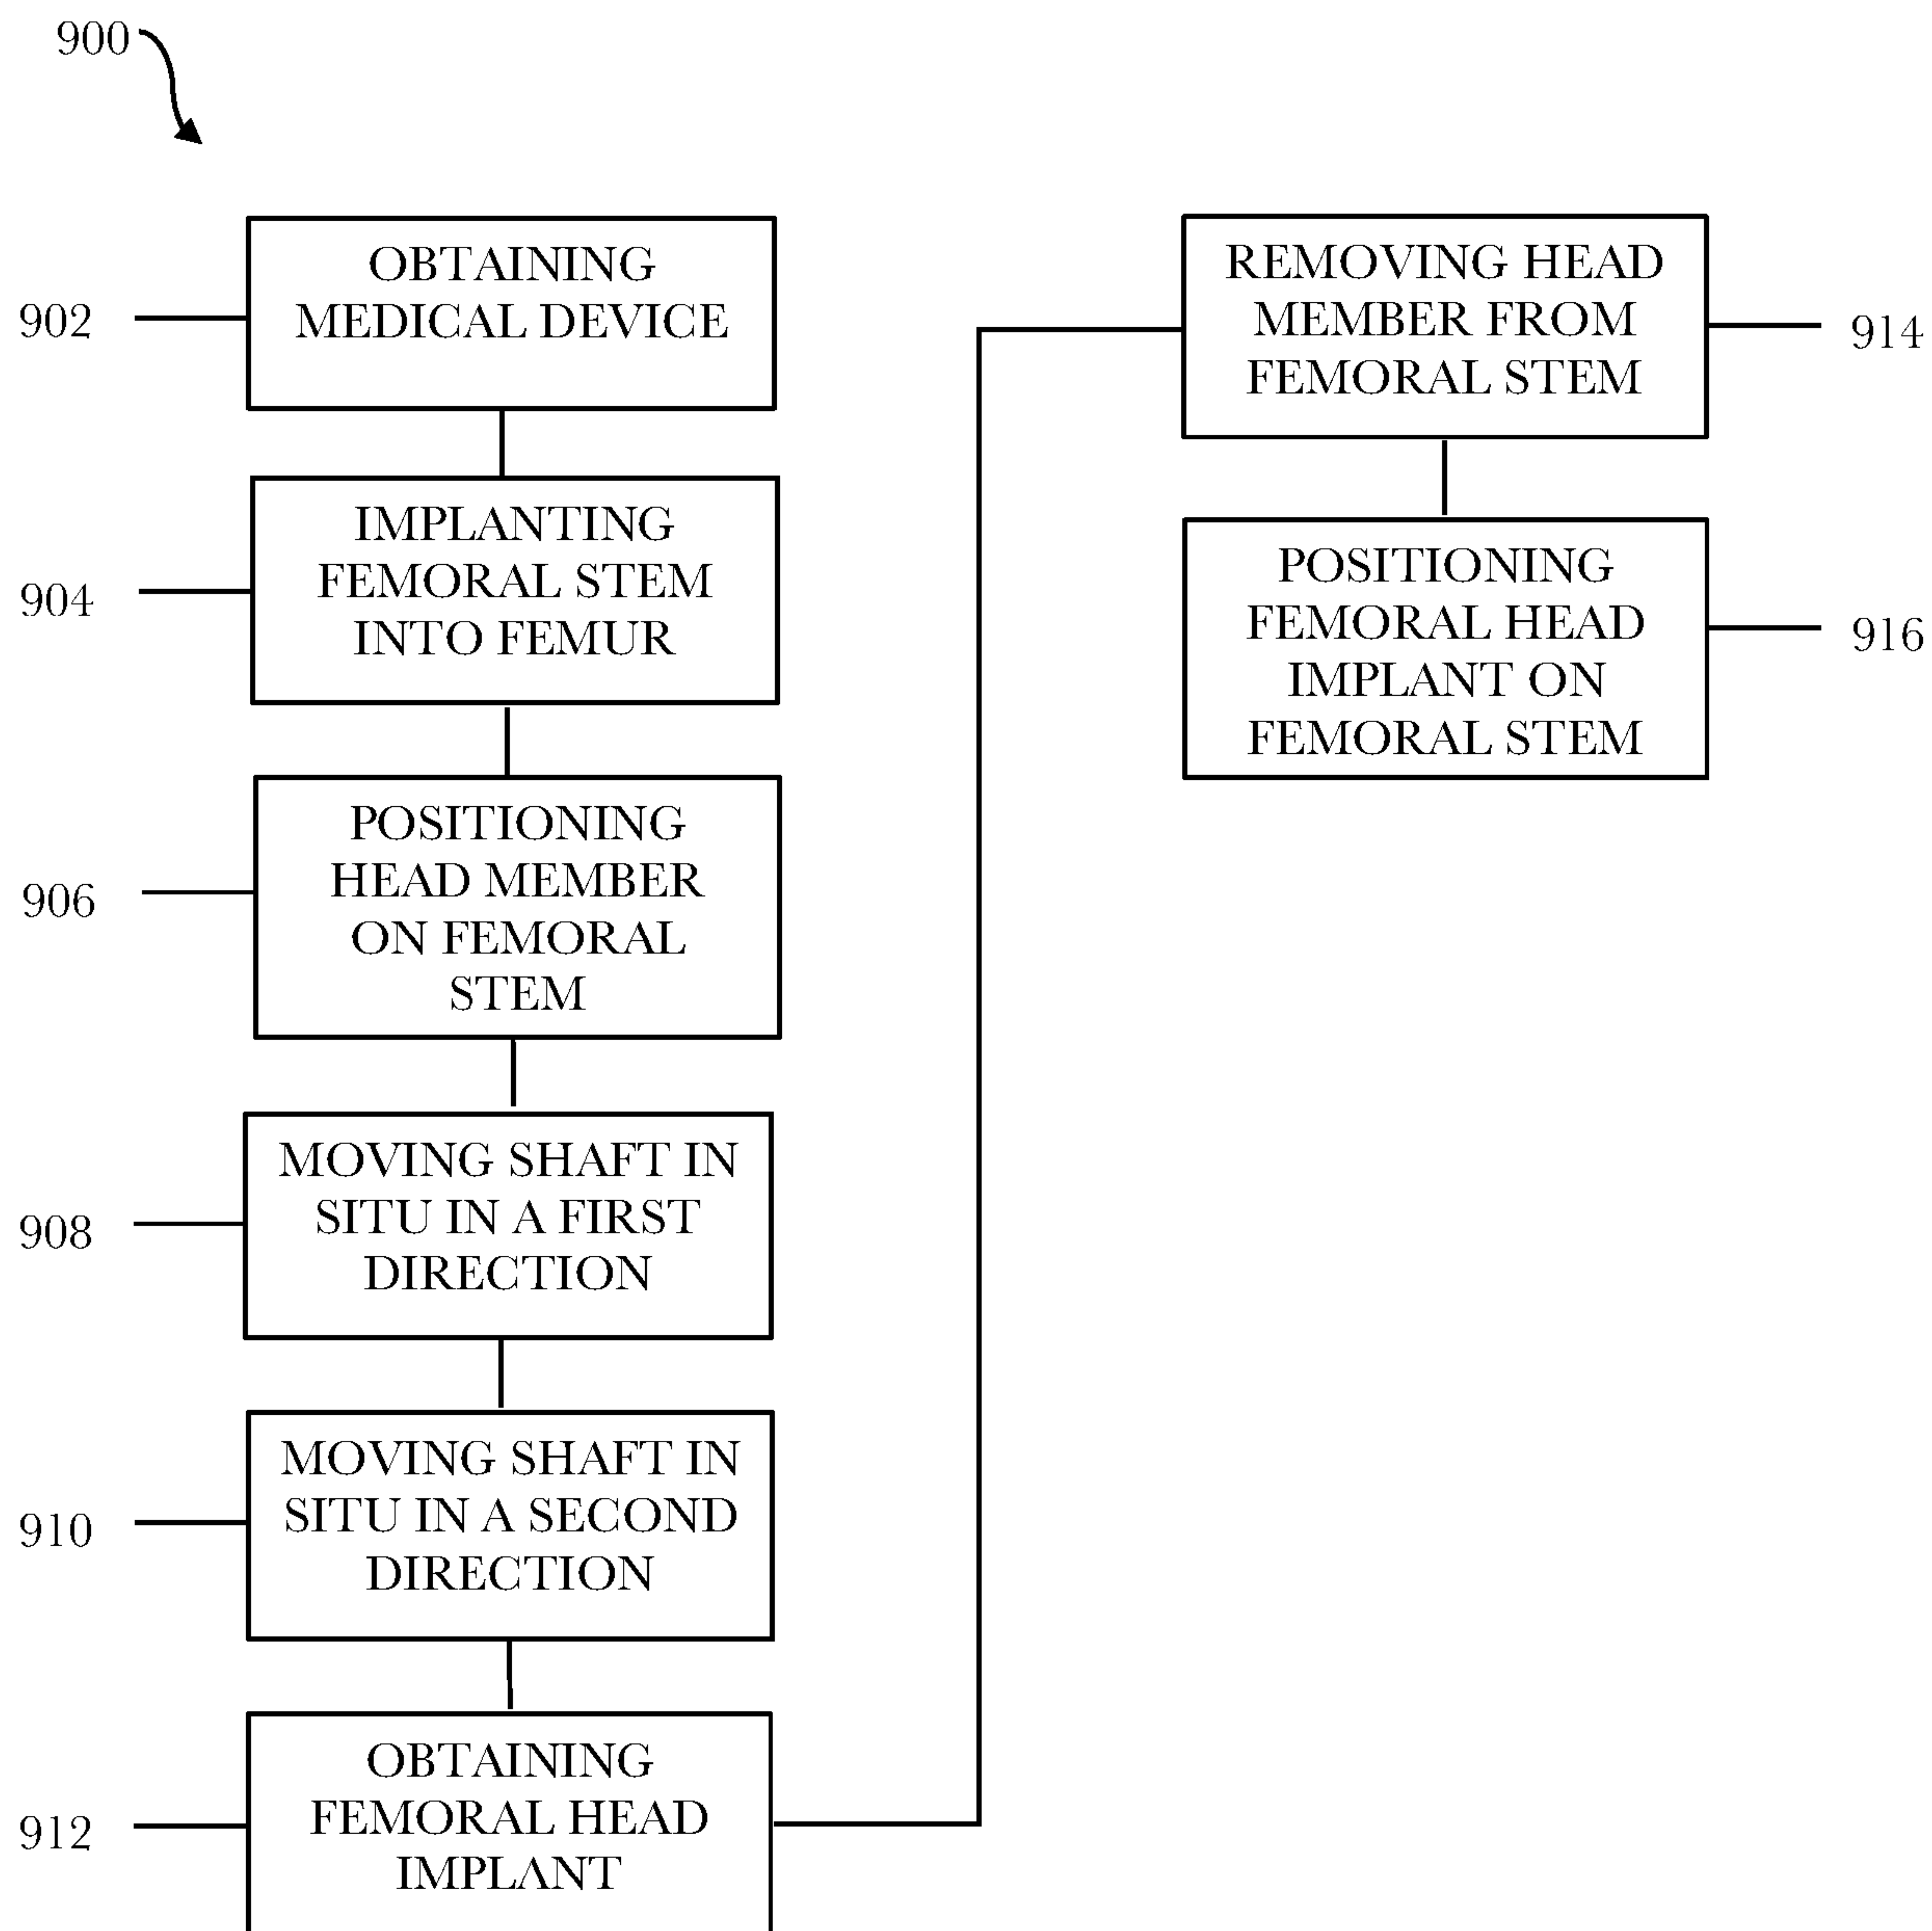 900
OBTAINING
MEDICAL DEVICE
902
IMPLANTING
FEMORAL STEM
INTO FEMUR
904
POSITIONING
HEAD MEMBER
ON FEMORAL
STEM
906
MOVING SHAFT IN
SITU IN A FIRST
DIRECTION
908
MOVING SHAFT IN
SITU IN A SECOND
DIRECTION
910
OBTAINING
FEMORAL HEAD
IMPLANT
912
REMOVING HEAD
MEMBER FROM
FEMORAL STEM
914
POSITIONING
FEMORAL HEAD
IMPLANT ON
FEMORAL STEM
916